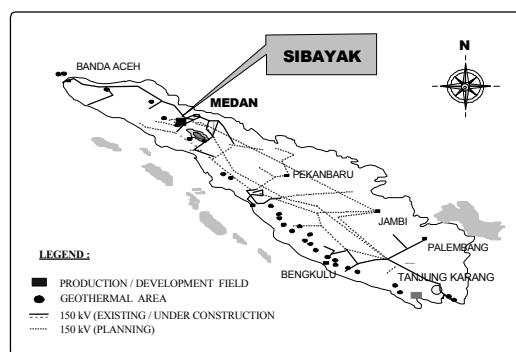 BANDA ACEH
SIBAYAK
N
MEDAN
PEKANBARU
JAMBI
PALEMBANG
BENGKULU
TANJUNG KARANG
LEGEND :
PRODUCTION / DEVELOPMENT FIELD
GEOTHERMAL AREA
150 kV (EXISTING / UNDER CONSTRUCTION
150 kV (PLANNING)